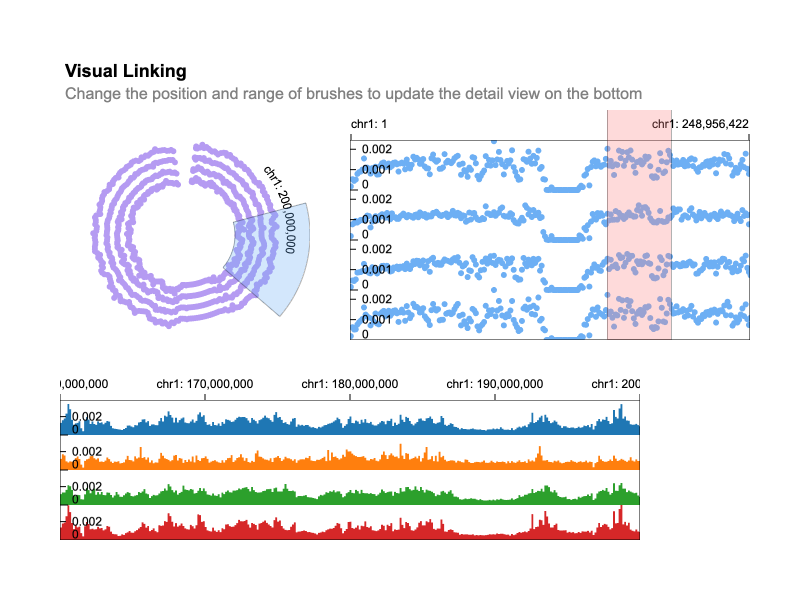 Visual Linking
Change the position and range of brushes to update the detail view on the bottom
chr1: 200,000,000
chr1: 1
chr1: 248,956,422
0.002
0.001
0
0.002
0.001
0
0.002
0.001
0
0.002
0.001
0
),000,000
chr1: 170,000,000
chr1: 180,000,000
chr1: 190,000,000
chr1: 200
0.002
0
0.002
0
0.002
0
0.002
0